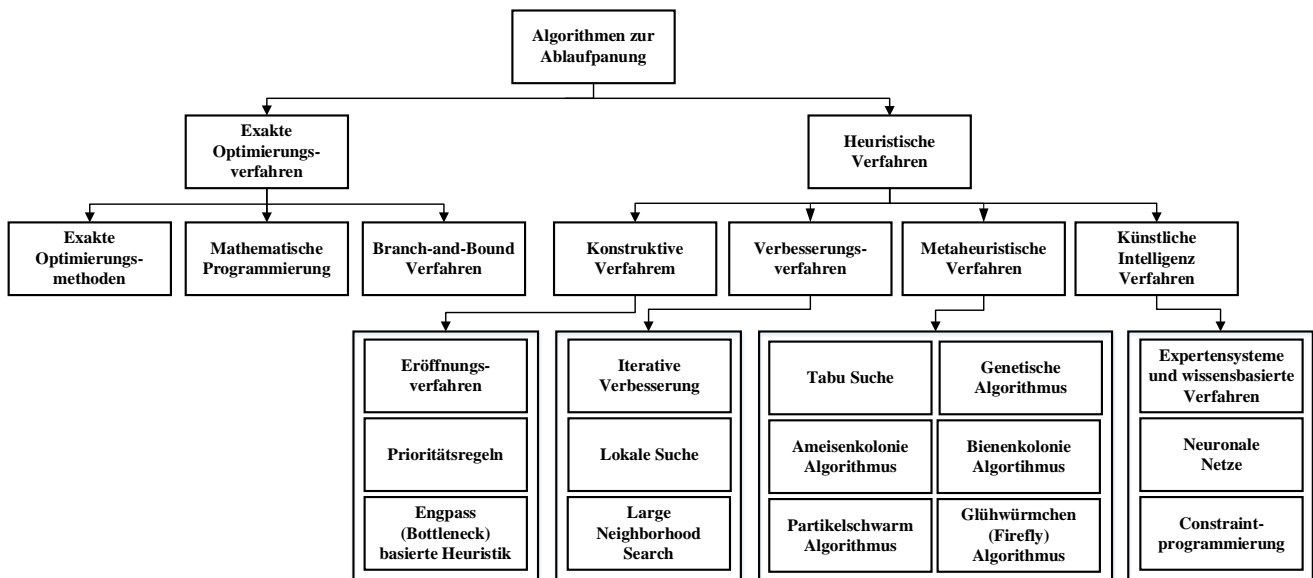 Algorithmen zur
Ablaufpanung
Exakte
Optimierungs-
verfahren
Heuristische
Verfahren
Exakte
Optimierungs-
methoden
Mathematische
Programmierung
Branch-and-Bound
Verfahren
Konstruktive
Verfahrem
Verbesserungs-
verfahren
Metaheuristische
Verfahren
Künstliche
Intelligenz
Verfahren
Eröffnungs-
verfahren
Prioritätsregeln
Engpass
(Bottleneck)
basierte Heuristik
Iterative
Verbesserung
Lokale Suche
Large
Neighborhood
Search
Tabu Suche
Genetische
Algorithmus
Ameisenkolonie
Algorithmus
Bienenkolonie
Algortihmus
Partikelschwarm
Algorithmus
Glühwürmchen
(Firefly)
Algorithmus
Expertensysteme
und wissensbasierte
Verfahren
Neuronale
Netze
Constraint-
programmierung